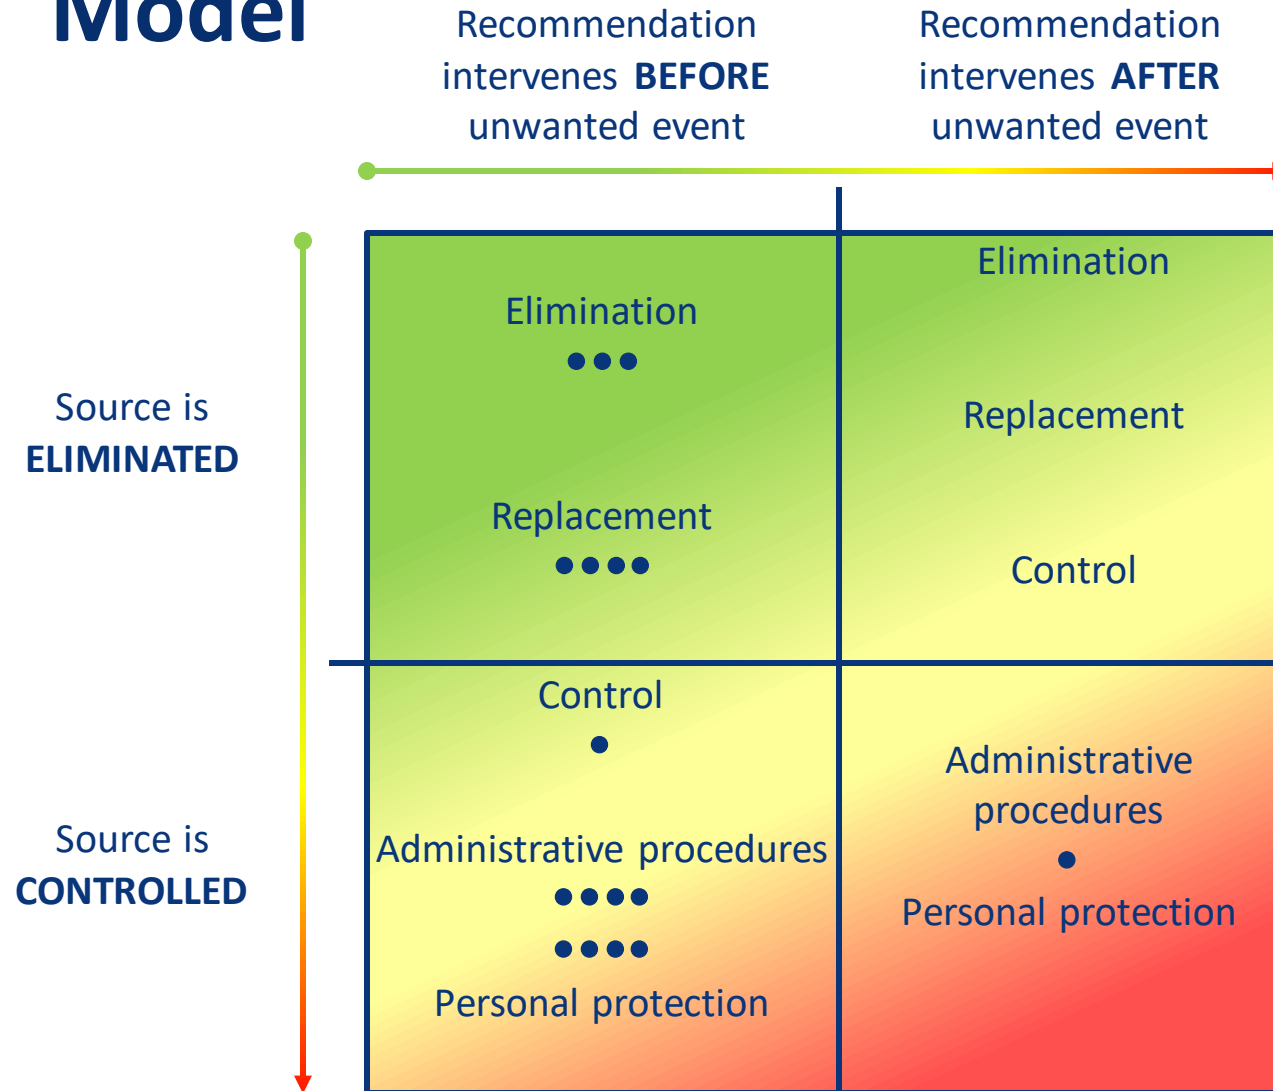 Model
Recommendation
intervenes BEFORE
unwanted event
Recommendation
intervenes AFTER
unwanted event
Source is
ELIMINATED
Elimination
Replacement
Elimination
Replacement
Control
Source is
CONTROLLED
Control
Administrative procedures
Personal protection
Administrative
procedures
Personal protection